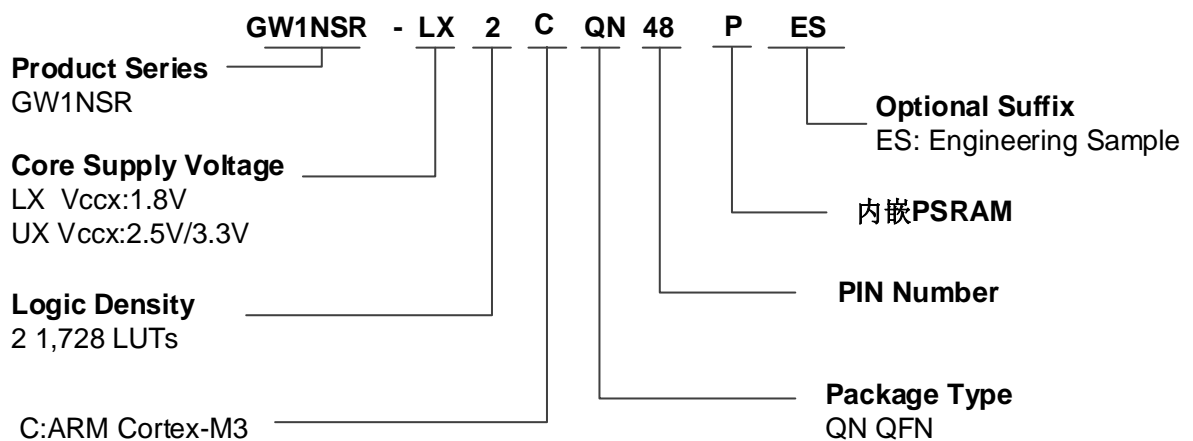 GW1NSR - LX 2 C QN 48 P ES
Product Series
GW1NSR
Optional Suffix
ES: Engineering Sample
Core Supply Voltage
LX Vccx:1.8V
UX Vccx:2.5V/3.3V
内嵌PSRAM
Logic Density
2 1,728 LUTs
PIN Number
C:ARM Cortex-M3
Package Type
QN QFN